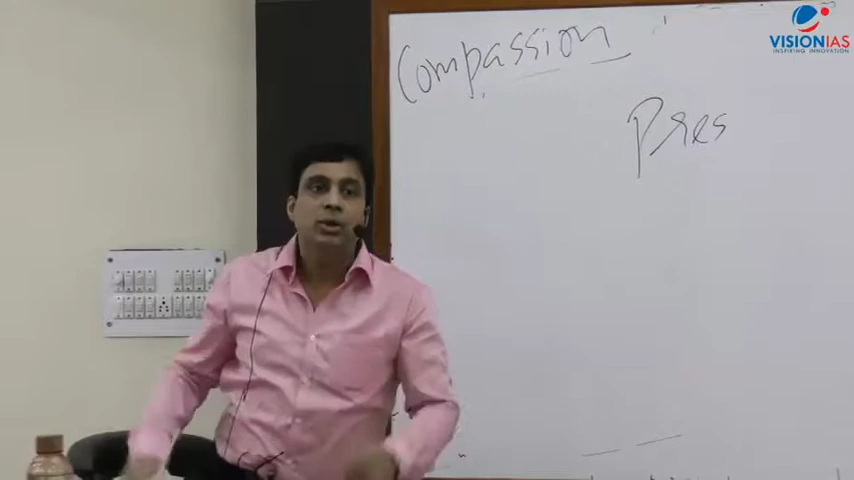 VISIONIAS
INSPIRING INNOVATION
Compassion
Pres